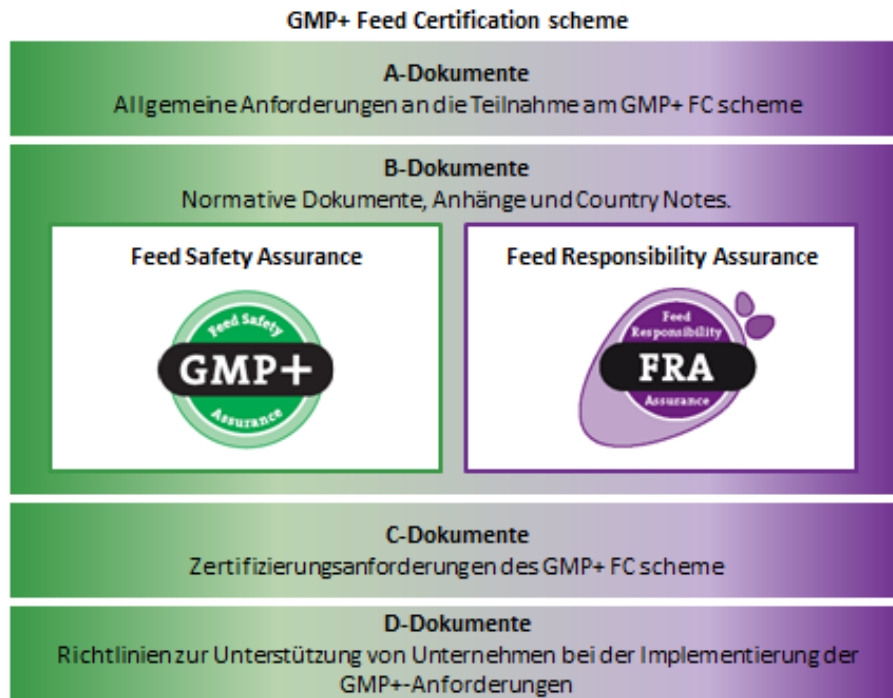 GMP+ Feed Certification scheme
A-Dokumente
Allgemeine Anforderungen an die Teilnahme am GMP+ FC scheme
B-Dokumente
Normative Dokumente, Anhänge und Country Notes.
Feed Safety Assurance
Feed Safety
GMP+
Assurance
Feed Responsibility Assurance
Feed
Responsibility
FRA
Assurance
C-Dokumente
Zertifizierungsanforderungen des GMP+ FC scheme
D-Dokumente
Richtlinien zur Unterstützung von Unternehmen bei der Implementierung der
GMP+-Anforderungen